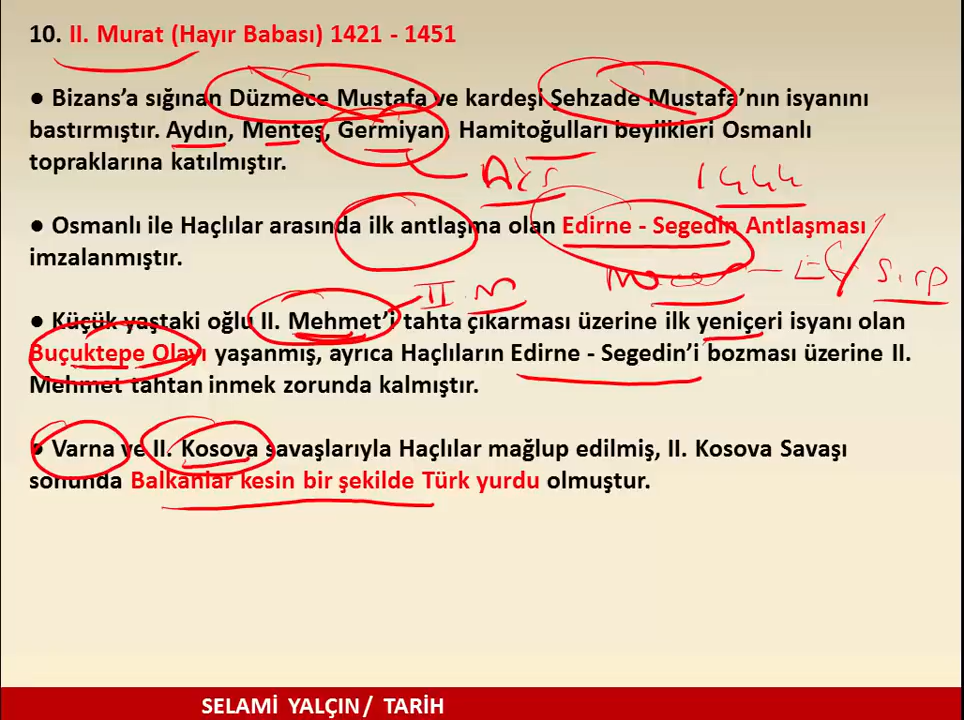 10. II. Murat (Hayır Babası) 1421 - 1451
● Bizans’a sığınan Düzmece Mustafa ve kardeşi Şehzade Mustafa’nın isyanını
bastırmıştır. Aydın, Menteş, Germiyan, Hamitoğulları beylikleri Osmanlı
topraklarına katılmıştır.
1444
● Osmanlı ile Haçlılar arasında ilk antlaşma olan Edirne - Segedin Antlaşması
imzalanmıştır.
Sırp
II. M
● Küçük yaştaki oğlu II. Mehmet’i tahta çıkarması üzerine ilk yeniçeri isyanı olan
Buçuktepe Olayı yaşanmış, ayrıca Haçlıların Edirne - Segedin’i bozması üzerine II.
Mehmet tahtan inmek zorunda kalmıştır.
● Varna ve II. Kosova savaşlarıyla Haçlılar mağlup edilmiş, II. Kosova Savaşı
sonunda Balkanlar kesin bir şekilde Türk yurdu olmuştur.
SELAMİ YALÇIN / TARİH